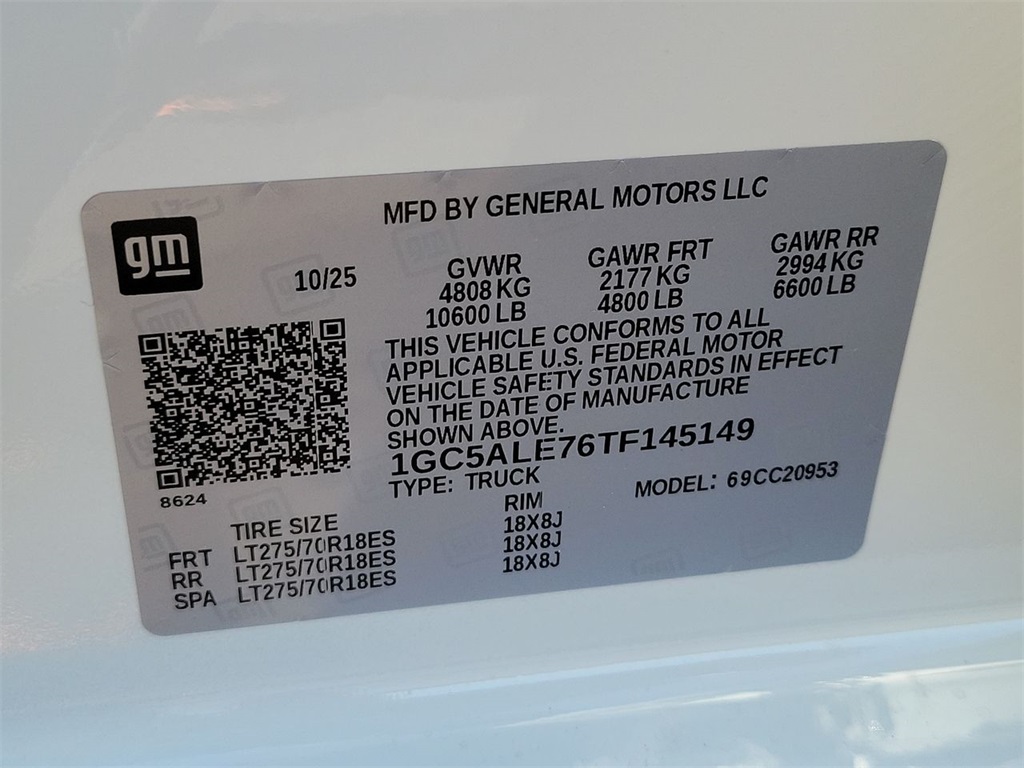 MFD BY GENERAL MOTORS LLC
gm
10/25
GVWR GAWR FRT GAWR RR
4808 KG 2177 KG 2994 KG
10600 LB 4800 LB 6600 LB
THIS VEHICLE CONFORMS TO ALL
APPLICABLE U.S. FEDERAL MOTOR
VEHICLE SAFETY STANDARDS IN EFFECT
ON THE DATE OF MANUFACTURE
SHOWN ABOVE.
1GC5ALE76TF145149
TYPE: TRUCK MODEL: 69CC20953
8624
TIRE SIZE RIM
FRT LT275/70R18ES 18X8J
RR LT275/70R18ES 18X8J
SPA LT275/70R18ES 18X8J